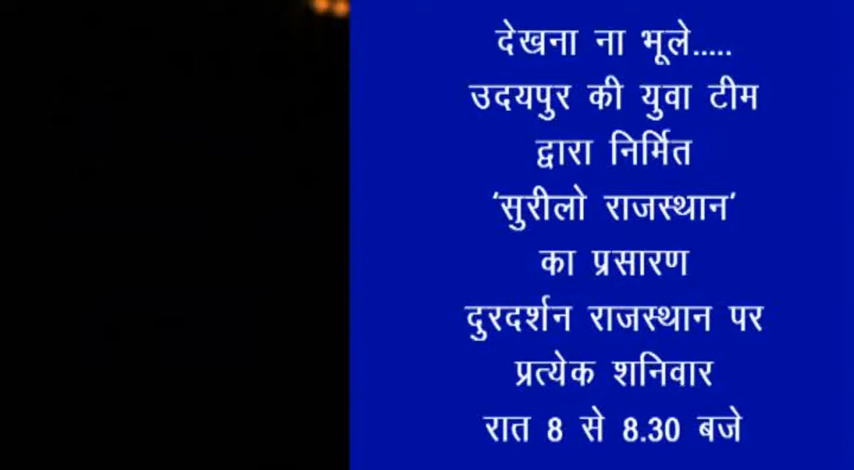 देखना ना भूले.....
उदयपुर की युवा टीम
द्वारा निर्मित
'सुरीलो राजस्थान'
का प्रसारण
दुरदर्शन राजस्थान पर
प्रत्येक शनिवार
रात 8 से 8.30 बजे